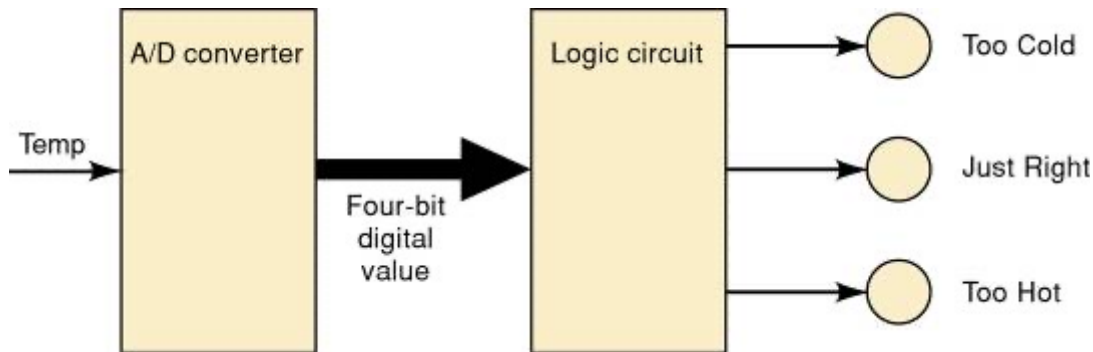 A/D converter
Logic circuit
Temp
Four-bit
digital
value
Too Cold
Just Right
Too Hot